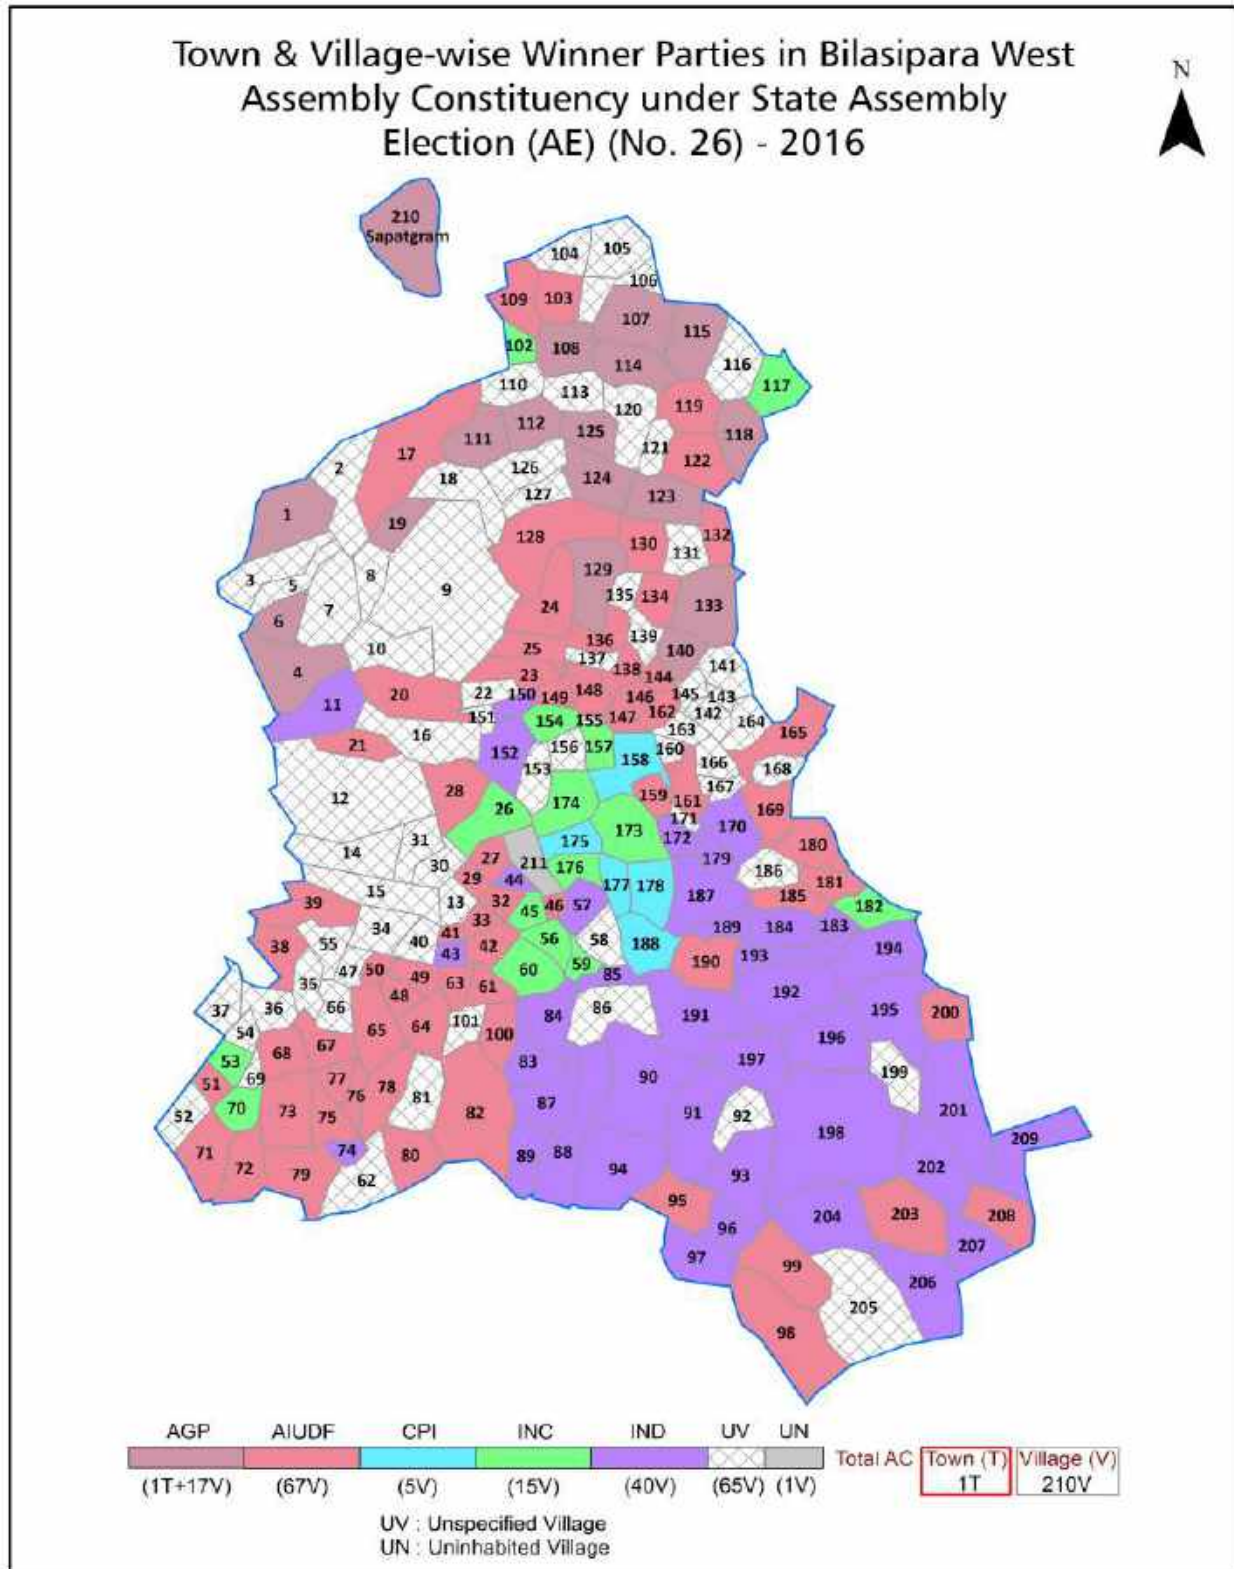 Town & Village-wise Winner Parties in Bilasipara West
Assembly Constituency under State Assembly
Election (AE) (No. 26) - 2016
N
210
Sapatgram
104 105
106
109 103
107
115
102 108
114
116
117
110 113
120
119
112
111 125
118
121
17
122
2
126
18
124
127
123
1
19
128 130
132
131
129
3 5 8 9
135 134
24
133
7
6
139
136
10 25
137
140
4
138
141
23 144
20 22 150 149 148 146 145 143
11
151 154 155 147 162 142
164
16 163
165
21 152 156 157 160
158
153 166 168
167
12 28 159
26 174 161
169
171 170
173 172
31 175
14 180
30 27 211 179
176 186
29 44 181
15 177 178
187 185
39 13 32 46 57
45 182
33
34 41 189 184 183
55 40 56 58
38 43 42 188 194
193
47 50 59 190
60
49 85
35 63 61
48 192
37 36 66 84 86 191 195
200
54 65 64 101 100
196
67
53 68 83 197
199
51 69 77 90
78
76 81 87
52 70 73 75 82 91 92 201
198
209
74
71 80 89 88
72 79 94 93 202
62
95
204 203 208
96
97 207
99
206
205
98
AGP AIUDF CPI INC IND UV UN
Total AC Town (T) Village (V)
(1T+17V) (67V) (5V) (15V) (40V) (65V) (1V) 1T 210V
UV : Unspecified Village
UN : Uninhabited Village